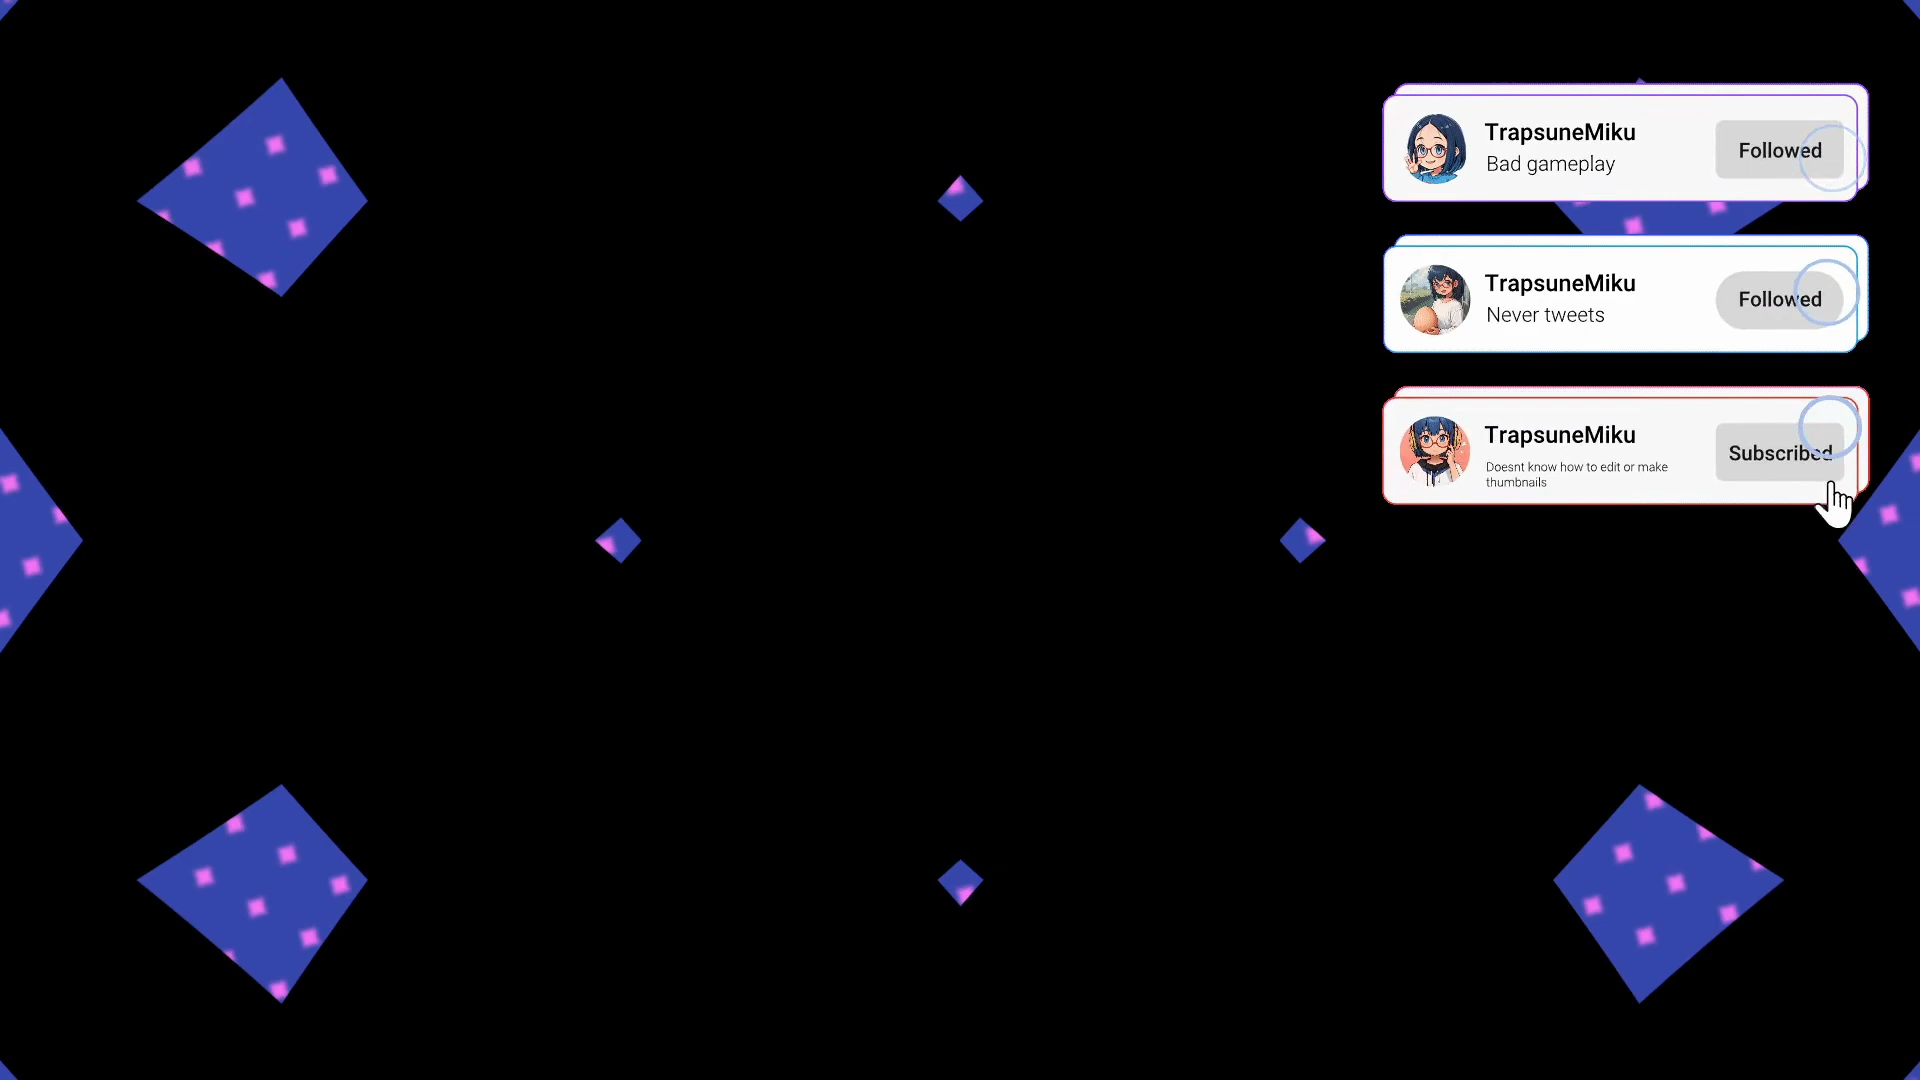 TrapsuneMiku
Bad gameplay
Followed
TrapsuneMiku
Never tweets
Followed
TrapsuneMiku
Doesnt know how to edit or make
thumbnails
Subscribed